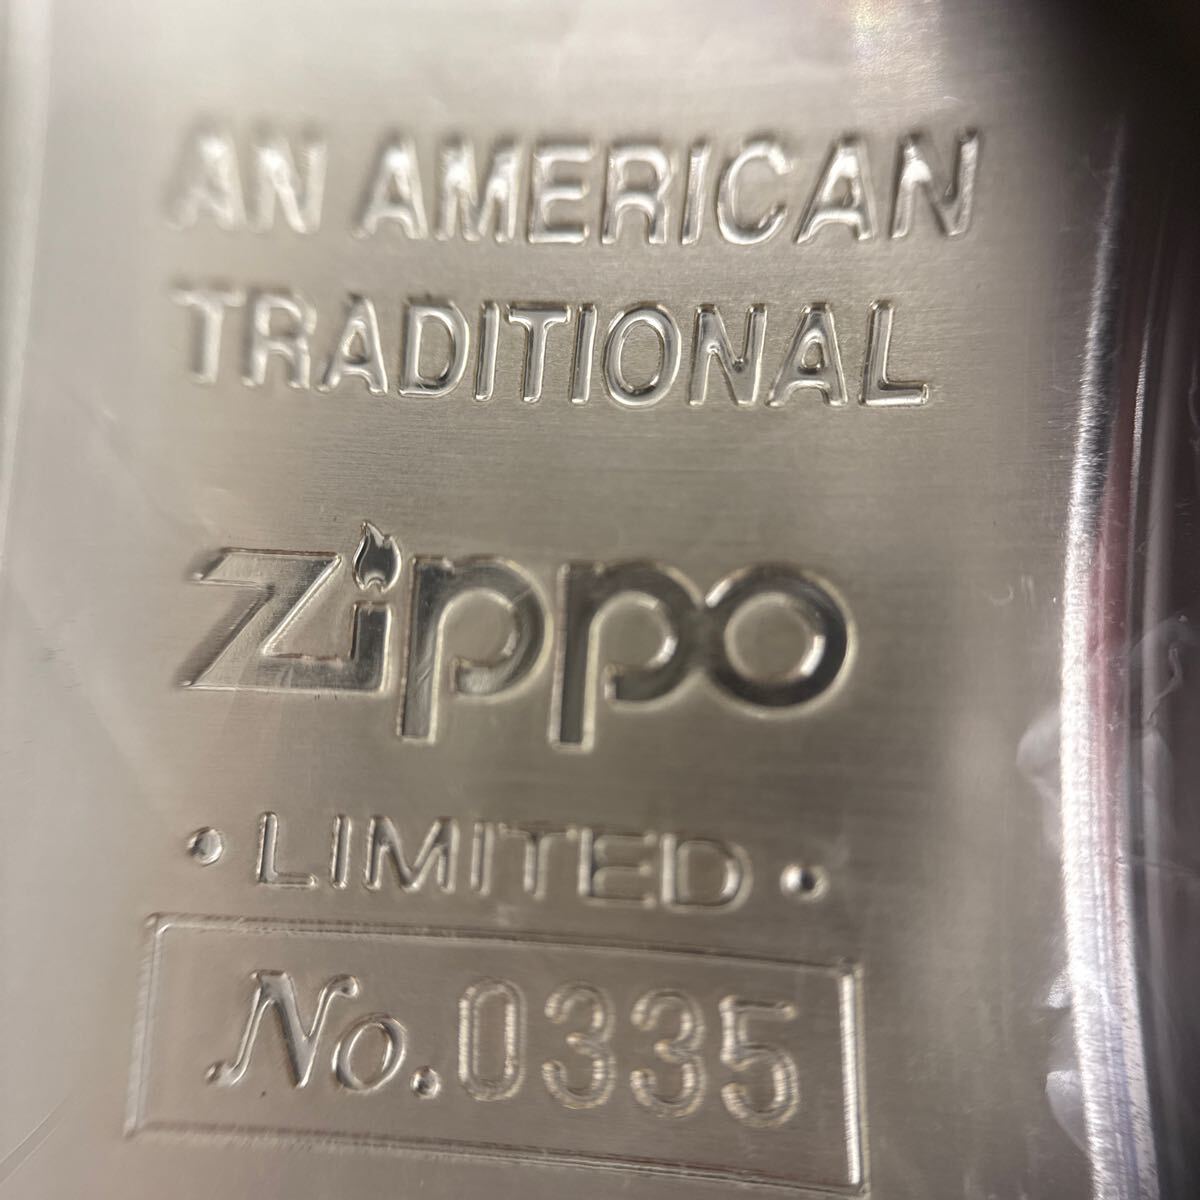 AN AMERICAN
TRADITIONAL
Zippo
· LIMITED ·
No. 0335